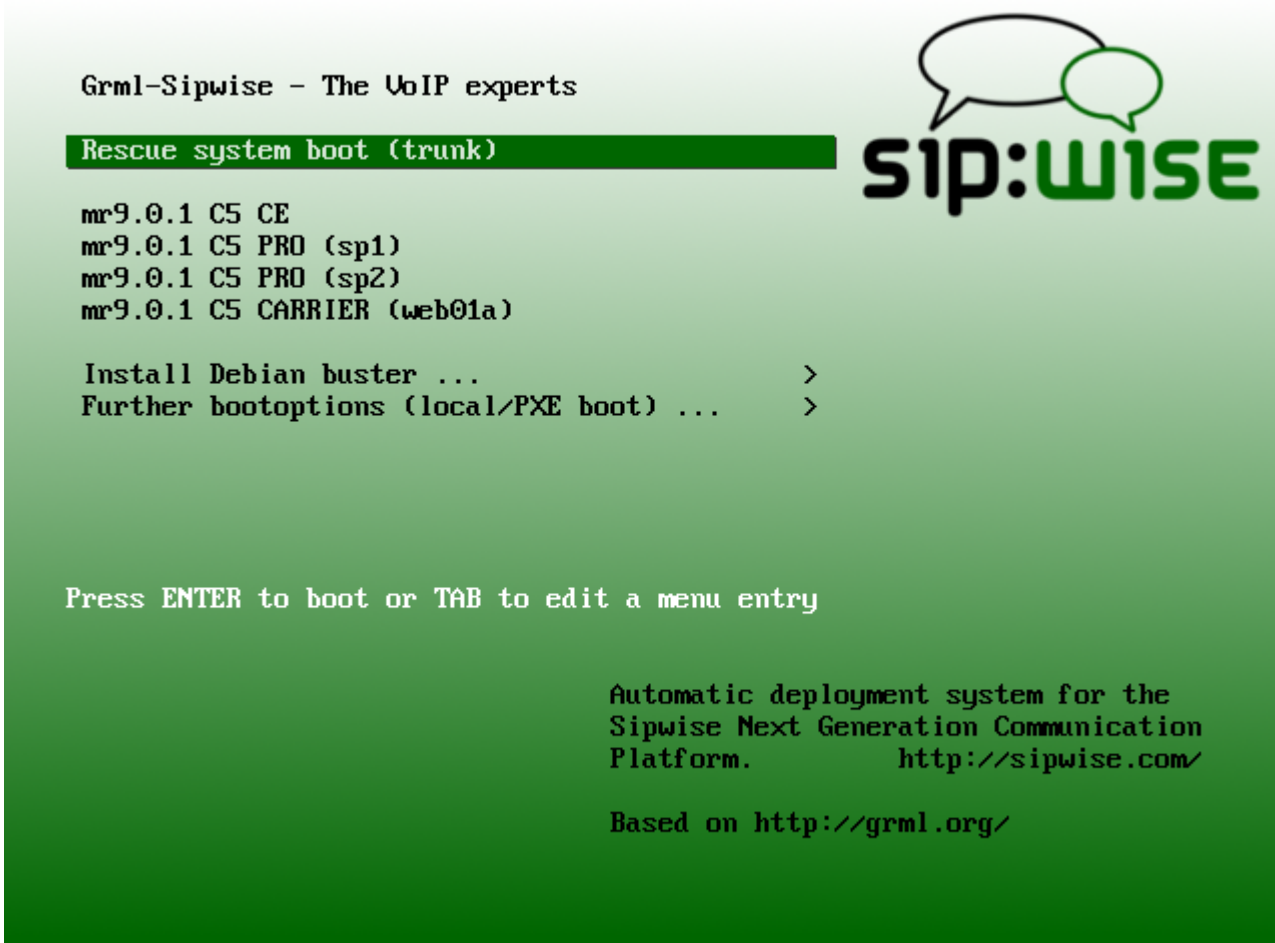 Grml-Sipwise - The VoIP experts
sip:wise
Rescue system boot (trunk)
mr9.0.1 C5 CE
mr9.0.1 C5 PRO (sp1)
mr9.0.1 C5 PRO (sp2)
mr9.0.1 C5 CARRIER (web01a)
Install Debian buster ... >
Further bootoptions (local/PXE boot) ... >
Press ENTER to boot or TAB to edit a menu entry
Automatic deployment system for the
Sipwise Next Generation Communication
Platform. http://sipwise.com/
Based on http://grml.org/